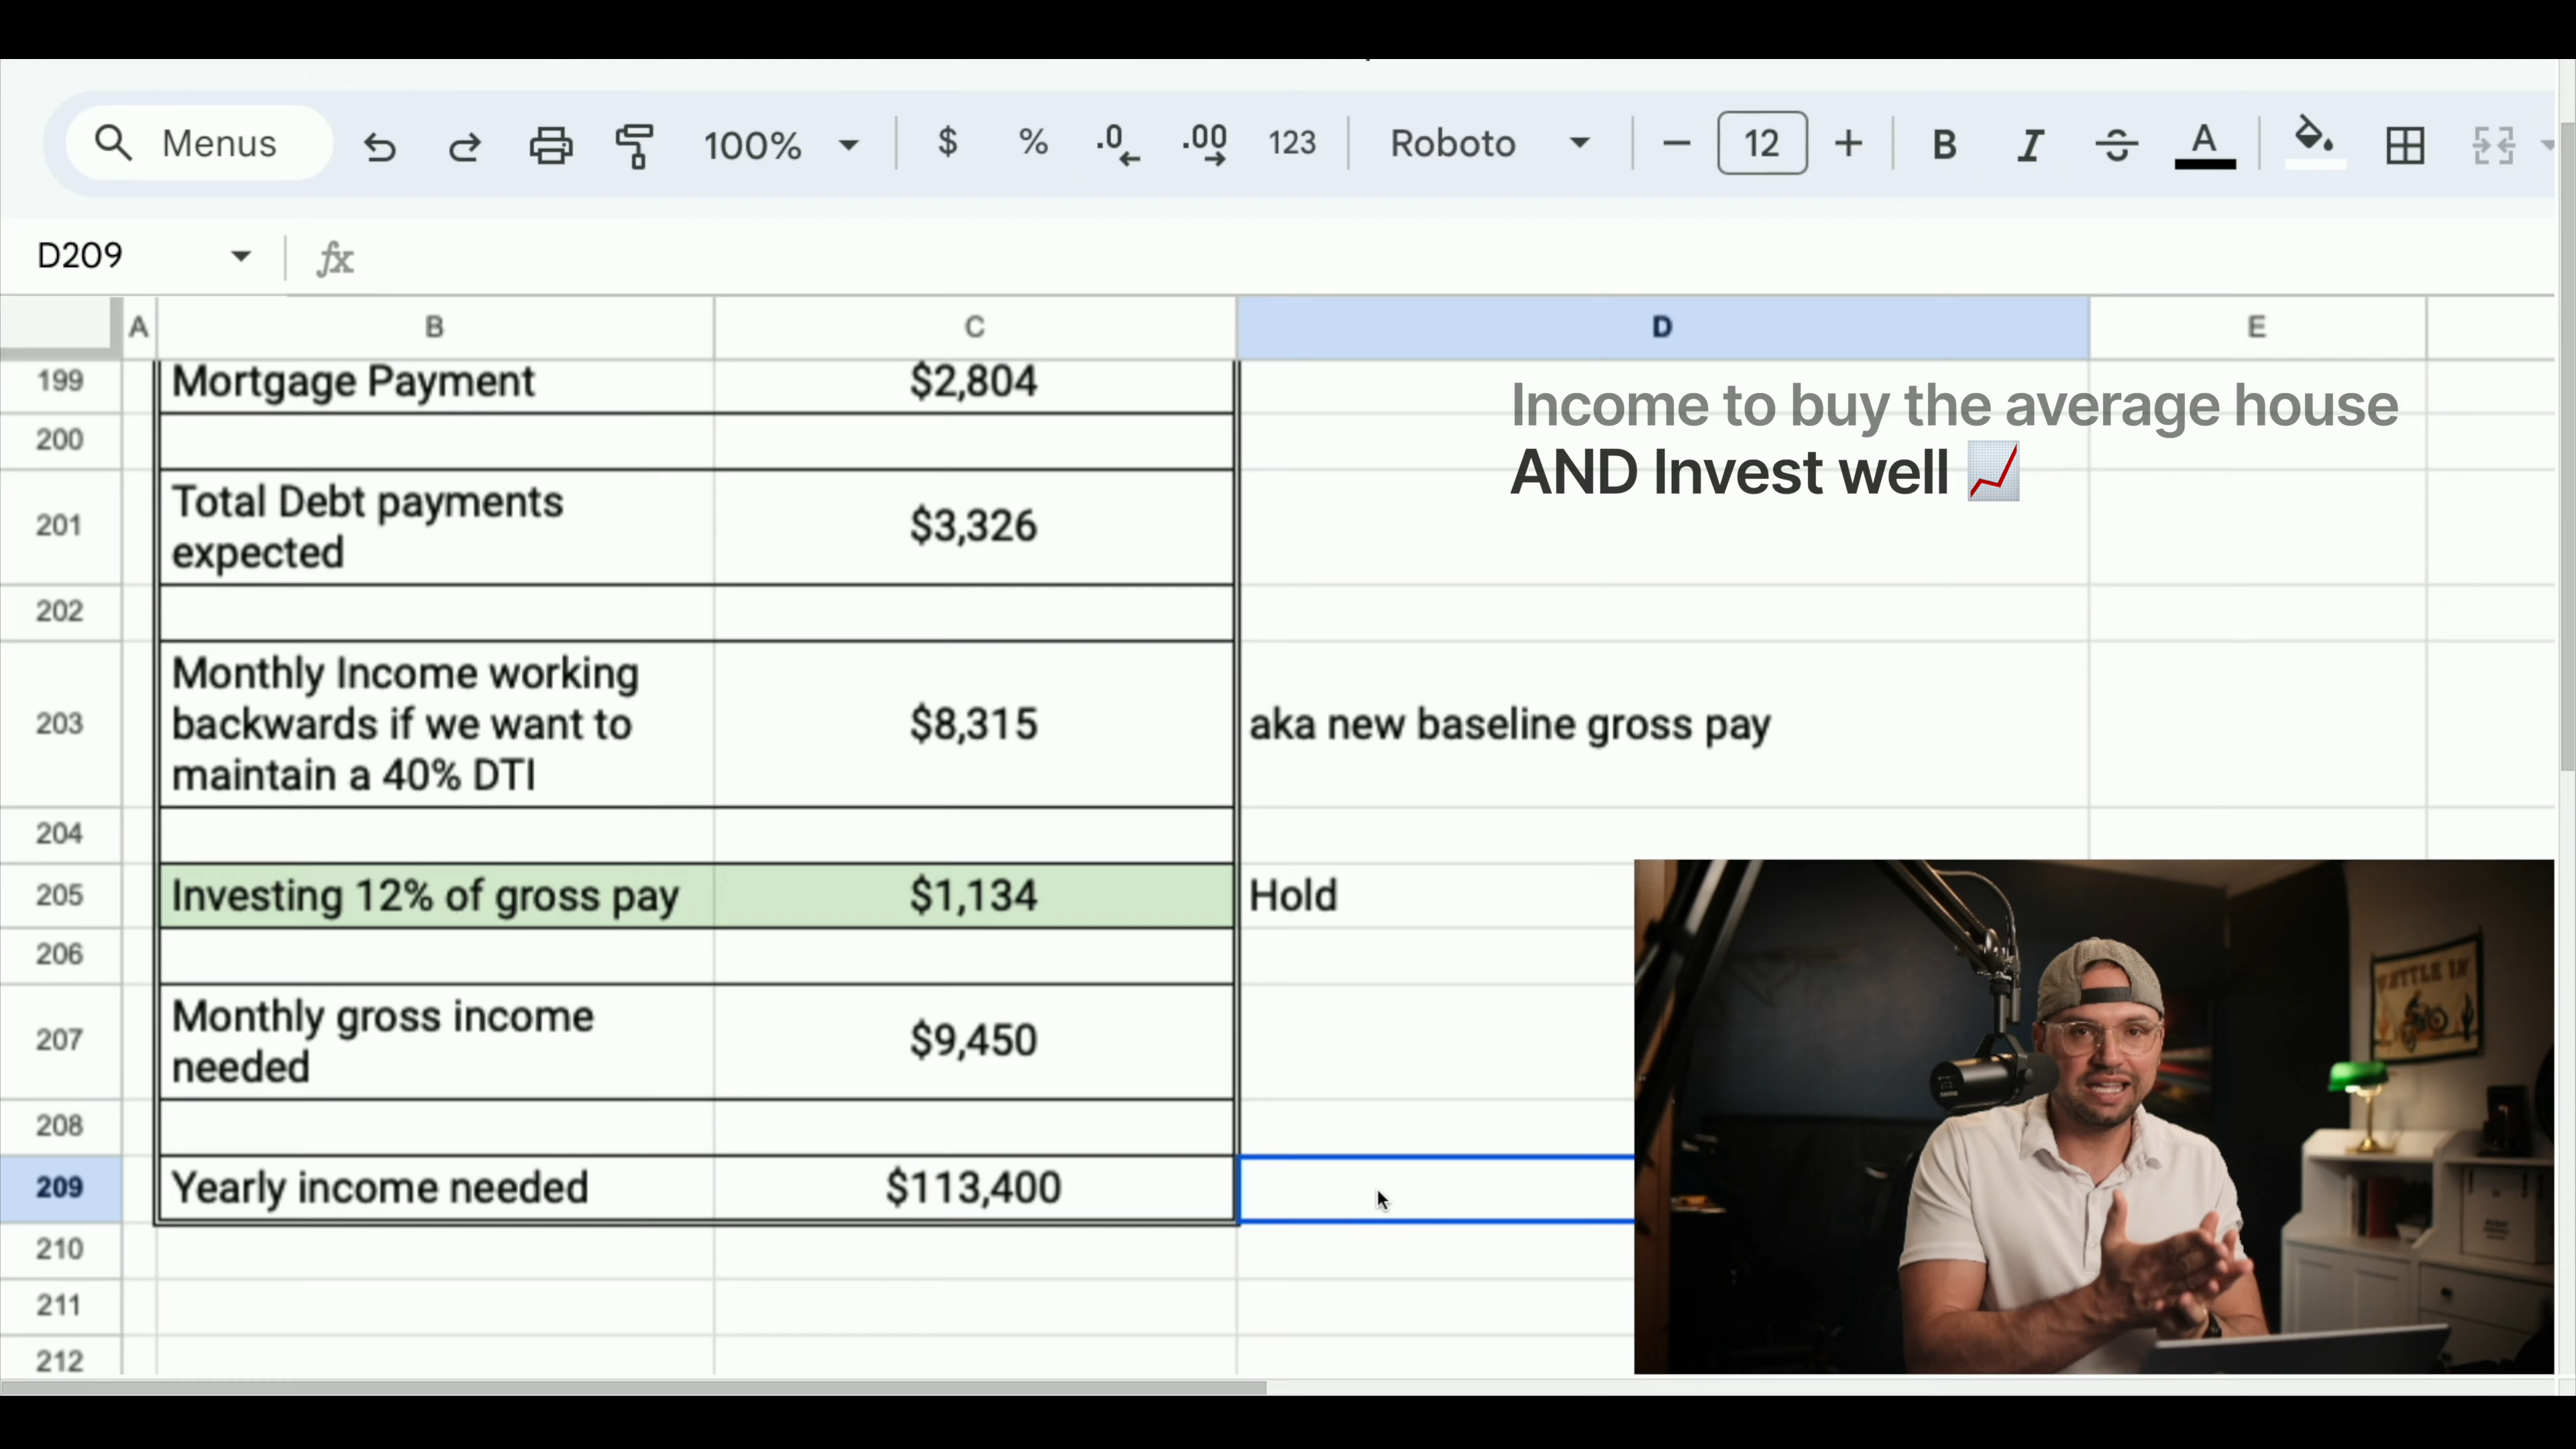 Menus 100% $ % .0 .00 123 Roboto 12 B I A
D209 fx
A B C D E
199 Mortgage Payment $2,804
Income to buy the average house
AND Invest well
200
201 Total Debt payments
expected $3,326
202
203 Monthly Income working
backwards if we want to
maintain a 40% DTI $8,315 aka new baseline gross pay
204
205 Investing 12% of gross pay $1,134 Hold
206
207 Monthly gross income
needed $9,450
208
209 Yearly income needed $113,400
210
211
212